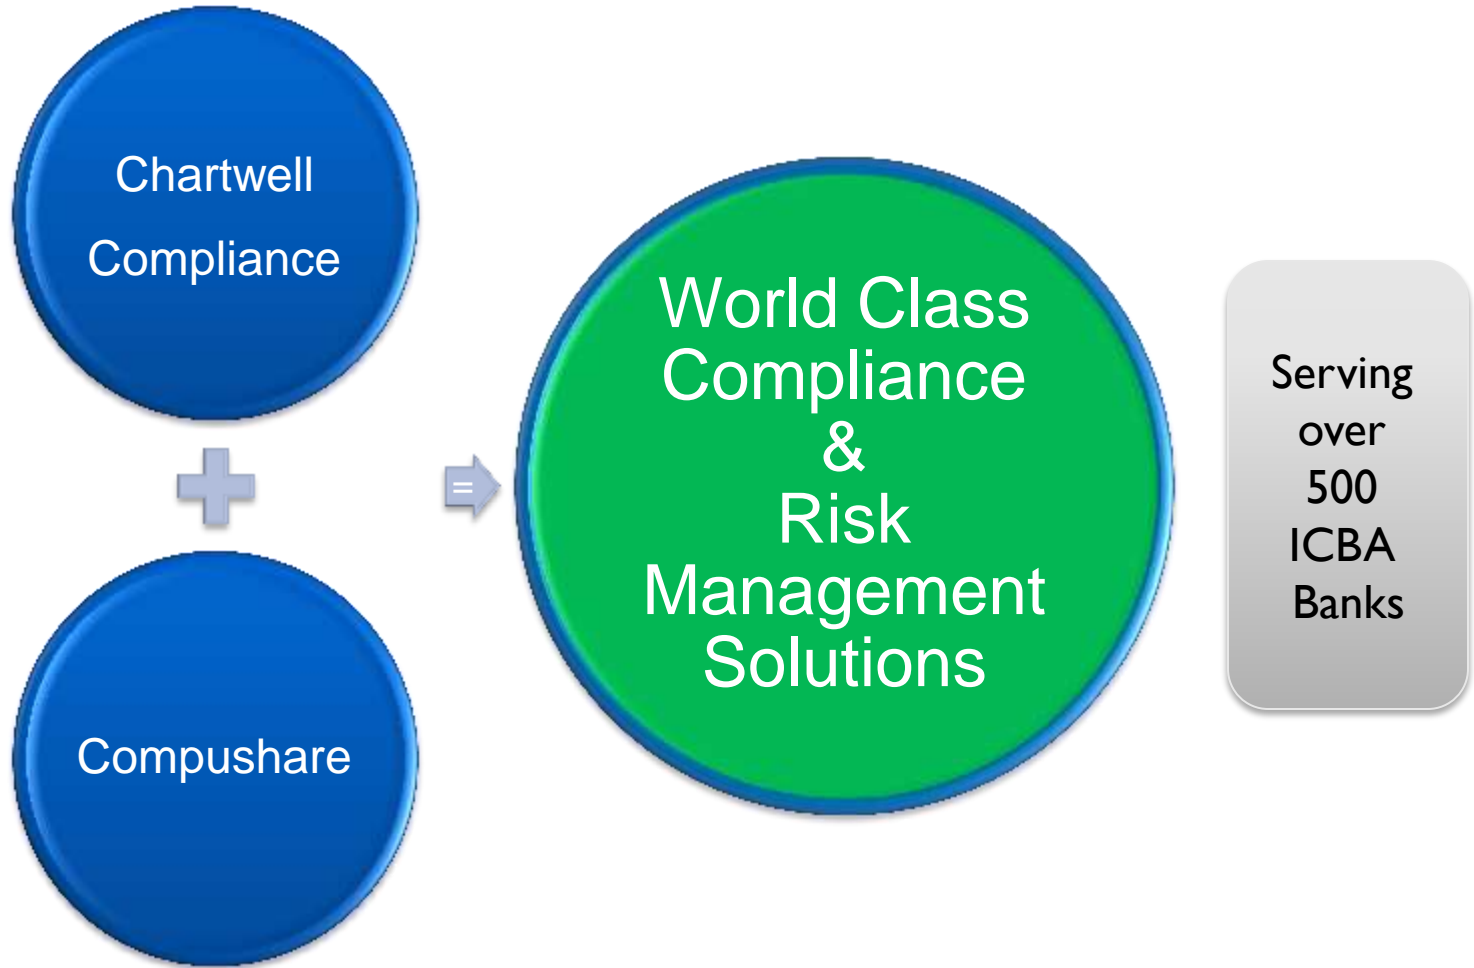 Chartwell
Compliance
Compushare
=
World Class
Compliance
&
Risk
Management
Solutions
Serving
over
500
ICBA
Banks